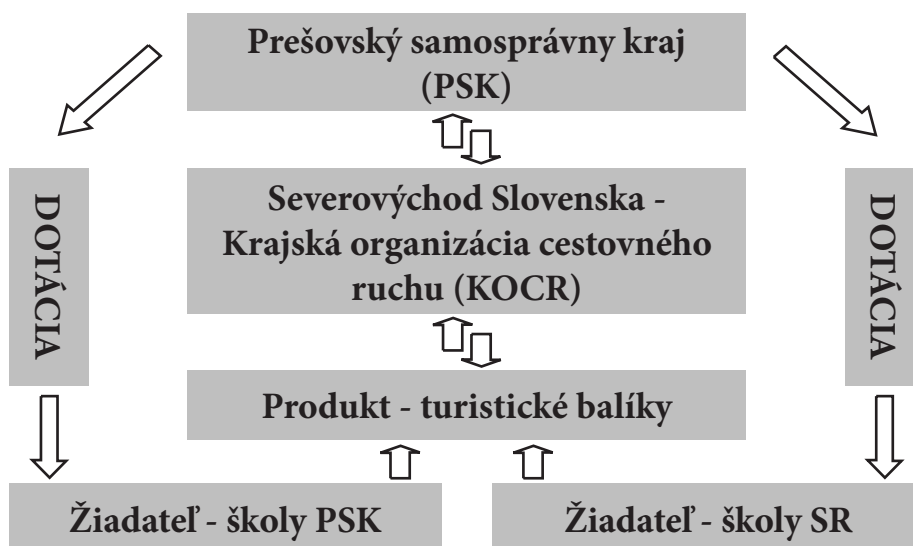 Prešovský samosprávny kraj
(PSK)
DOTÁCIA
Severovýchod Slovenska -
Krajská organizácia cestovného
ruchu (KOCR)
DOTÁCIA
Produkt - turistické balíky
Žiadateľ - školy PSK
Žiadateľ - školy SR